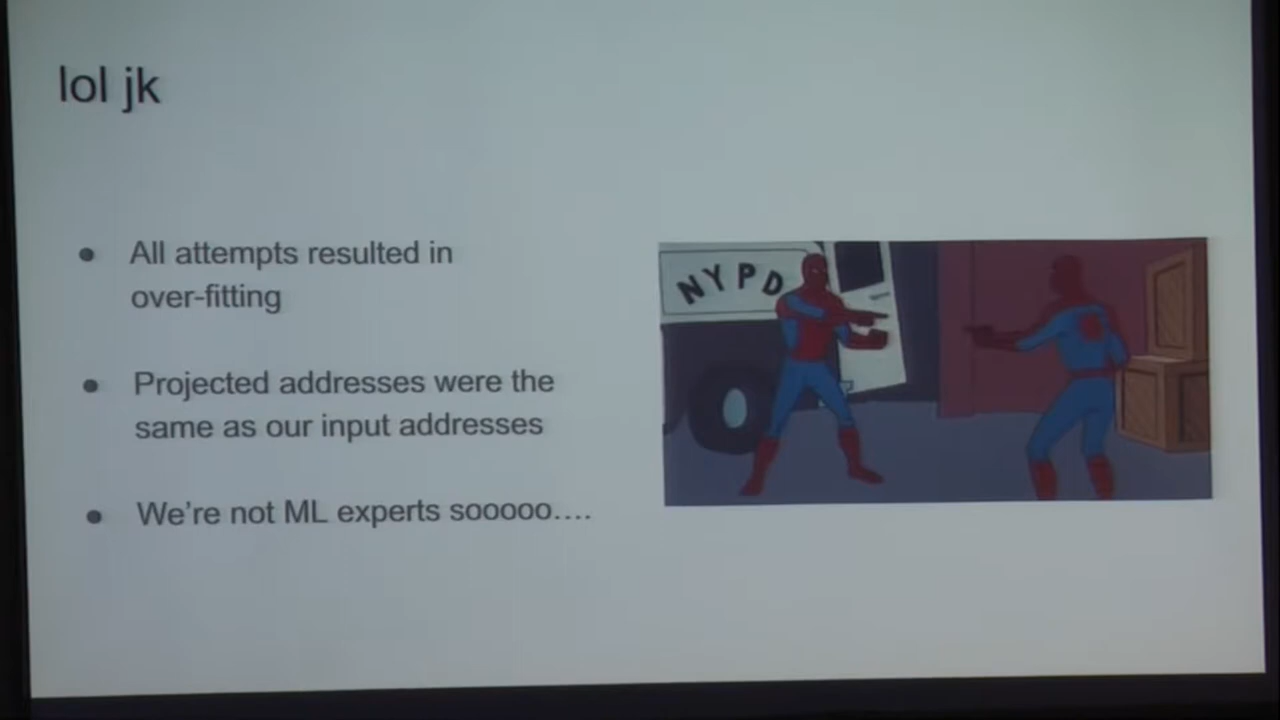 lol jk
All attempts resulted in
over-fitting
Projected addresses were the
same as our input addresses
We're not ML experts sooooo....
NYPD